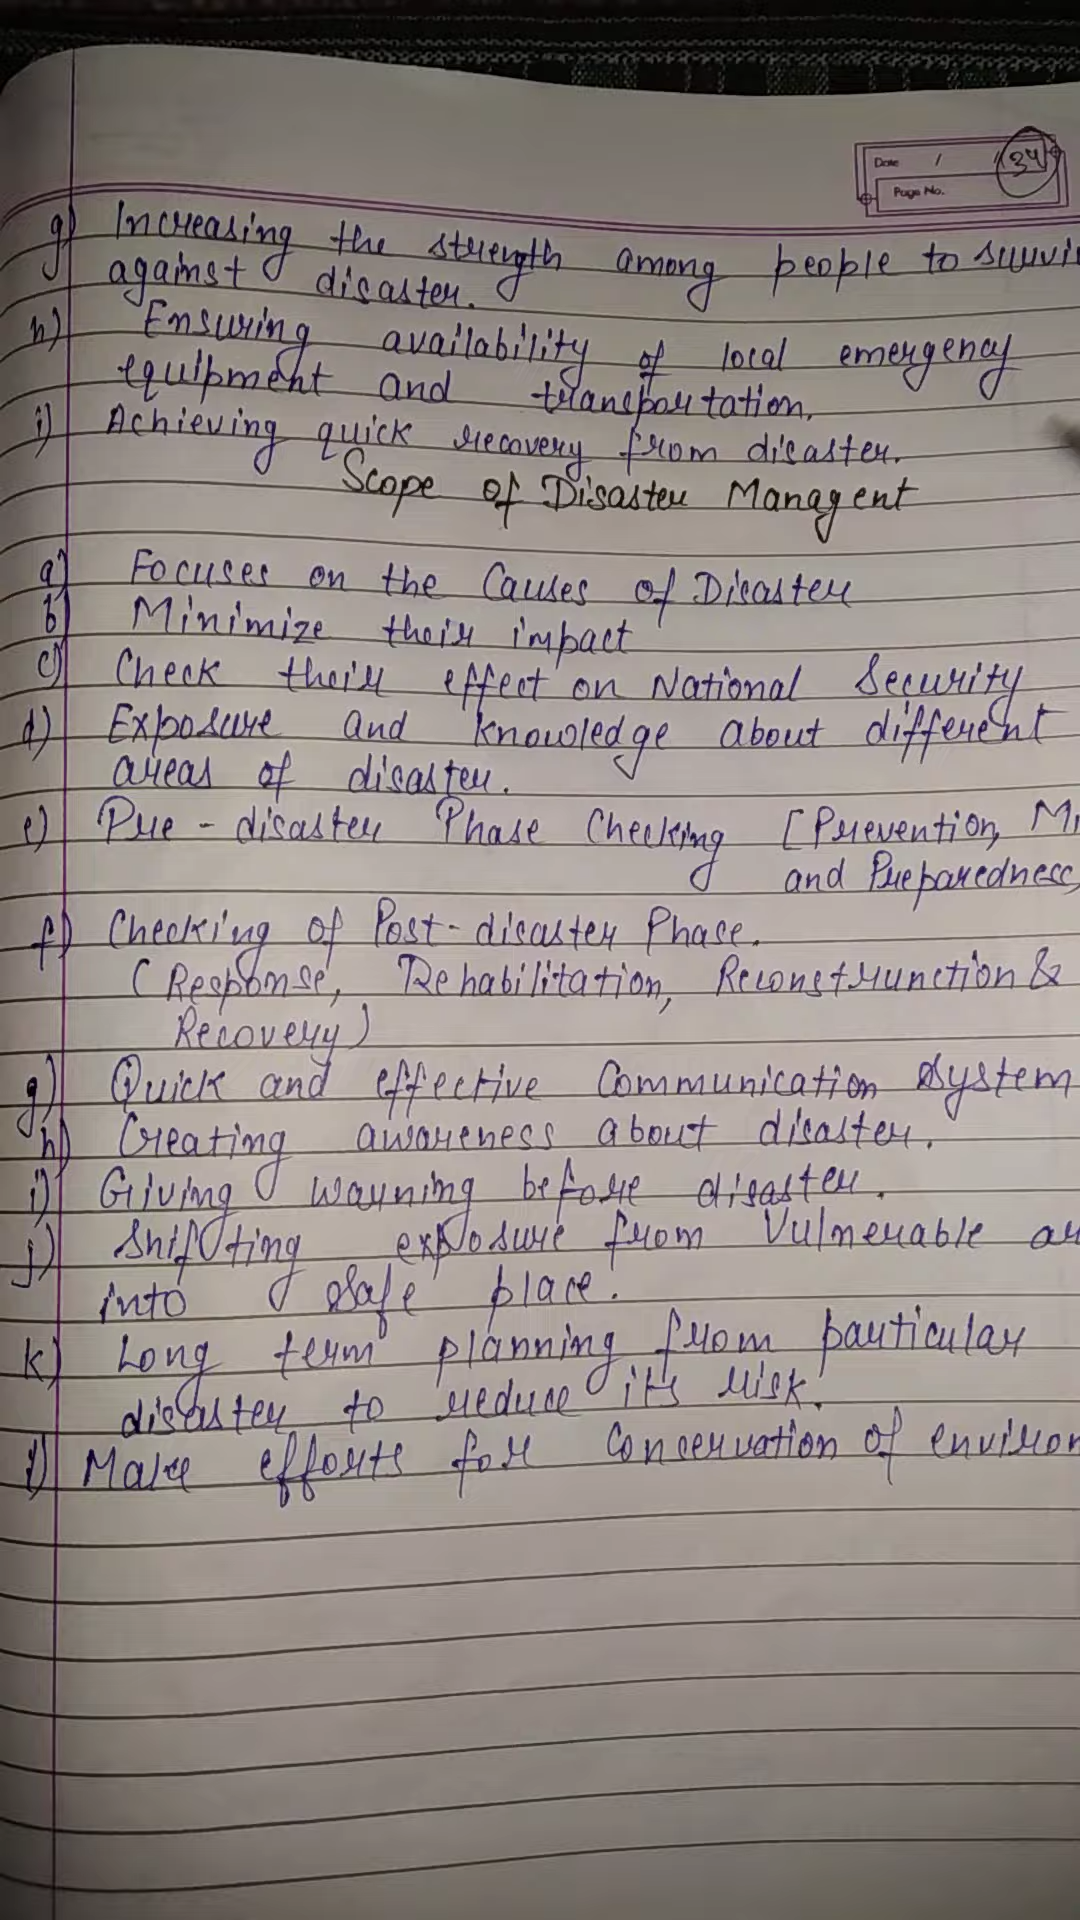 Date / / 34
Page No.
g) Increasing the strength among people to survi
against disaster.
h) Ensuring availability of local emergency
equipment and transportation.
i) Achieving quick recovery from disaster.
Scope of Disaster Managent
a) Focuses on the Causes of Disaster
b) Minimize their impact
c) Check their effect on National Security
d) Exposure and knowledge about different
areas of disaster.
e) Pre-disaster Phase Checking [Prevention, Mi
and Preparedness,
f) Checking of Post-disaster Phase.
(Response, Rehabilitation, Reconstrunction &
Recovery)
g) Quick and effective Communication System
h) Creating awareness about disaster.
i) Giving warning before disaster.
j) Shifting exposure from Vulnerable ar
into safe place.
k) Long term planning from particular
disaster to reduce its risk.
l) Make efforts for Conservation of environ